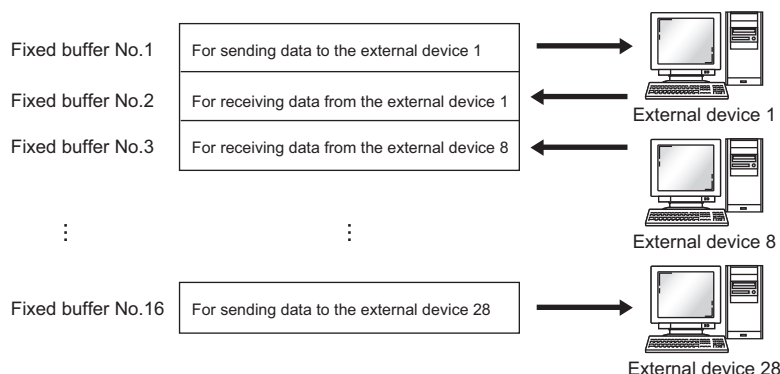 Fixed buffer No.1
For sending data to the external device 1
Fixed buffer No.2
For receiving data from the external device 1
External device 1
Fixed buffer No.3
For receiving data from the external device 8
External device 8
⋮
⋮
Fixed buffer No.16
For sending data to the external device 28
External device 28